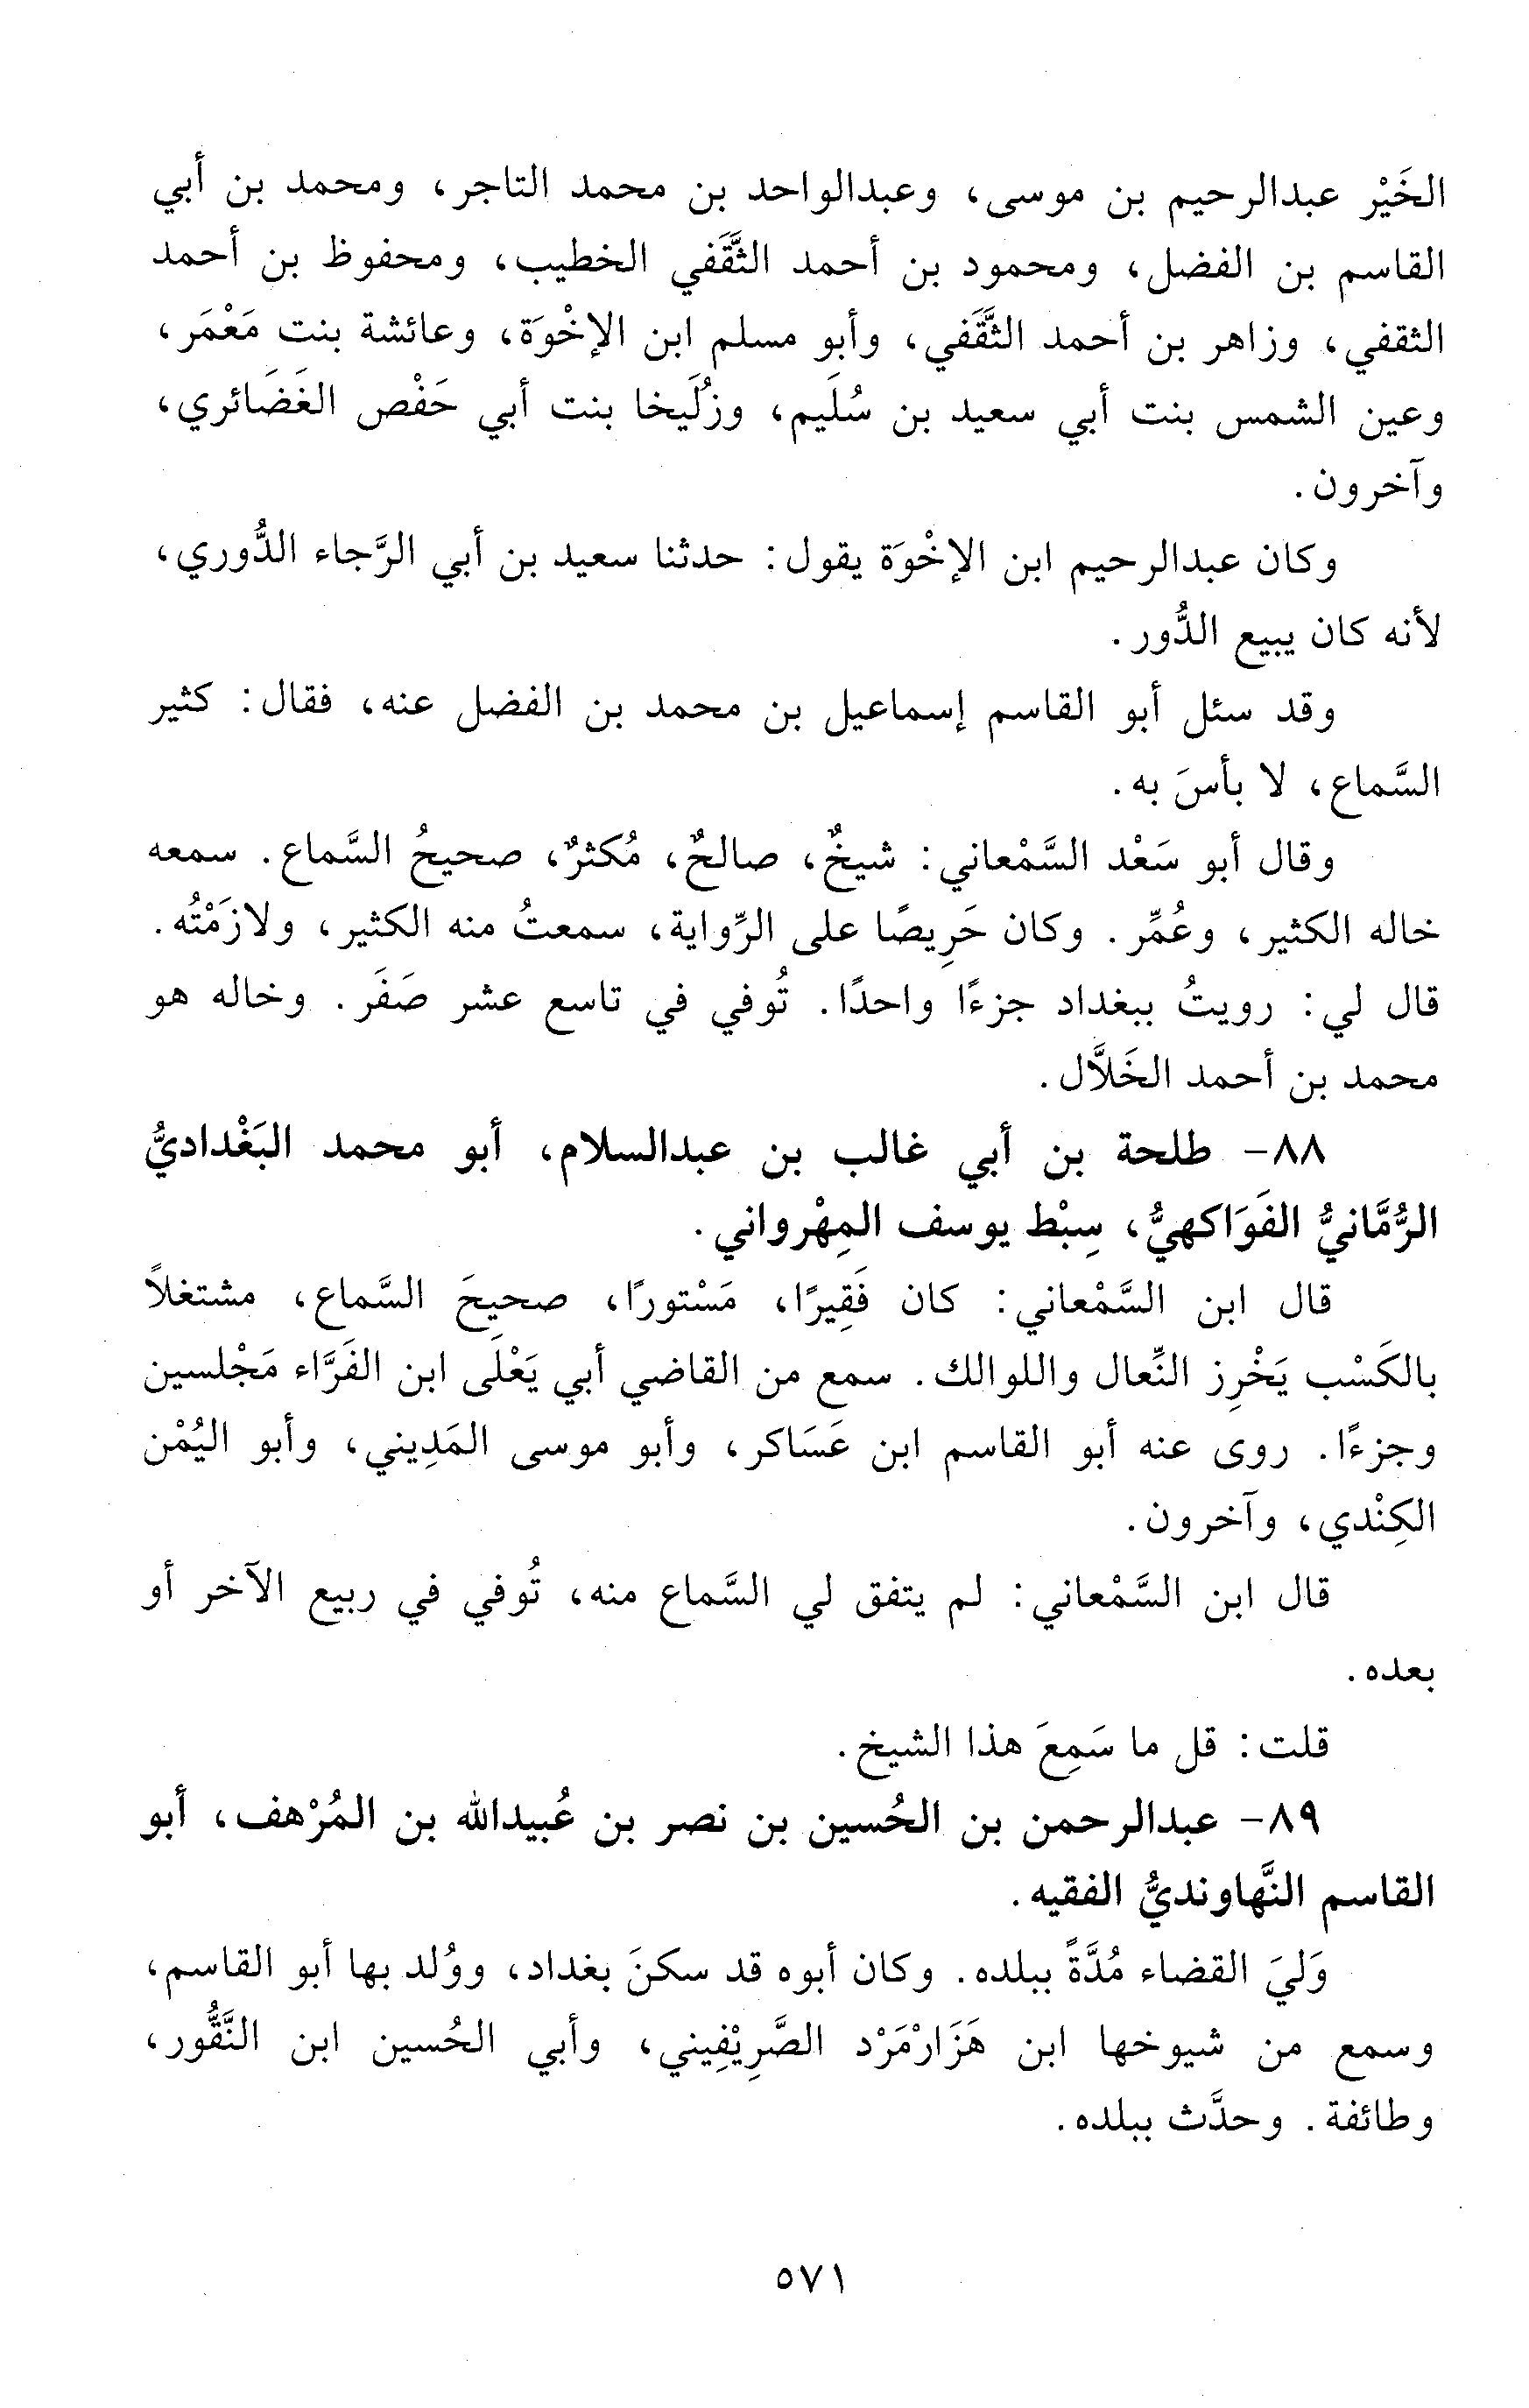 الخَيْر عبدالرحيم بن موسى، وعبدالواحد بن محمد التاجر، ومحمد بن أبي
القاسم بن الفضل، ومحمود بن أحمد الثَّقَفي الخطيب، ومحفوظ بن أحمد
الثقفي، وزاهر بن أحمد الثَّقَفي، وأبو مسلم ابن الإخْوَة، وعائشة بنت مَعْمَر،
وعين الشمس بنت أبي سعيد بن سُلَيم، وزُلَيخا بنت أبي حَفْص الغَضَائري،
وآخرون.
وكان عبدالرحيم ابن الإخْوَة يقول: حدثنا سعيد بن أبي الرَّجاء الدُّوري،
لأنه كان يبيع الدُّور.
وقد سئل أبو القاسم إسماعيل بن محمد بن الفضل عنه، فقال: كثير
السَّماع، لا بأسَ به.
وقال أبو سَعْد السَّمْعاني: شيخٌ، صالحٌ، مُكثرٌ، صحيحُ السَّماع. سمعه
خاله الكثير، وعُمِّر. وكان حَرِيصًا على الرِّواية، سمعتُ منه الكثير، ولازَمْتُه.
قال لي: رويتُ ببغداد جزءًا واحدًا. تُوفي في تاسع عشر صَفَر. وخاله هو
محمد بن أحمد الخَلاَّل.
٨٨- طلحة بن أبي غالب بن عبدالسلام، أبو محمد البَغْداديُّ
الرُّمَّانيُّ الفَوَاكهيُّ، سِبْط يوسف المِهْرواني.
قال ابن السَّمْعاني: كان فَقِيرًا، مَسْتورًا، صحيحَ السَّماع، مشتغلاً
بالكَسْب يَخْرِز النِّعال واللوالك. سمع من القاضي أبي يَعْلَى ابن الفَرَّاء مَجْلسين
وجزءًا. روى عنه أبو القاسم ابن عَسَاكر، وأبو موسى المَدِيني، وأبو اليُمْن
الكِنْدي، وآخرون.
قال ابن السَّمْعاني: لم يتفق لي السَّماع منه، تُوفي في ربيع الآخر أو
بعده.
قلت: قل ما سَمِعَ هذا الشيخ.
٨٩- عبدالرحمن بن الحُسين بن نصر بن عُبيدالله بن المُرْهف، أبو
القاسم النَّهاونديُّ الفقيه.
وَليَ القضاء مُدَّةً ببلده. وكان أبوه قد سكنَ بغداد، ووُلد بها أبو القاسم،
وسمع من شيوخها ابن هَزَارْمَرْد الصَّرِيْفِيني، وأبي الحُسين ابن النَّقُّور،
وطائفة. وحدَّث ببلده.
٥٧١